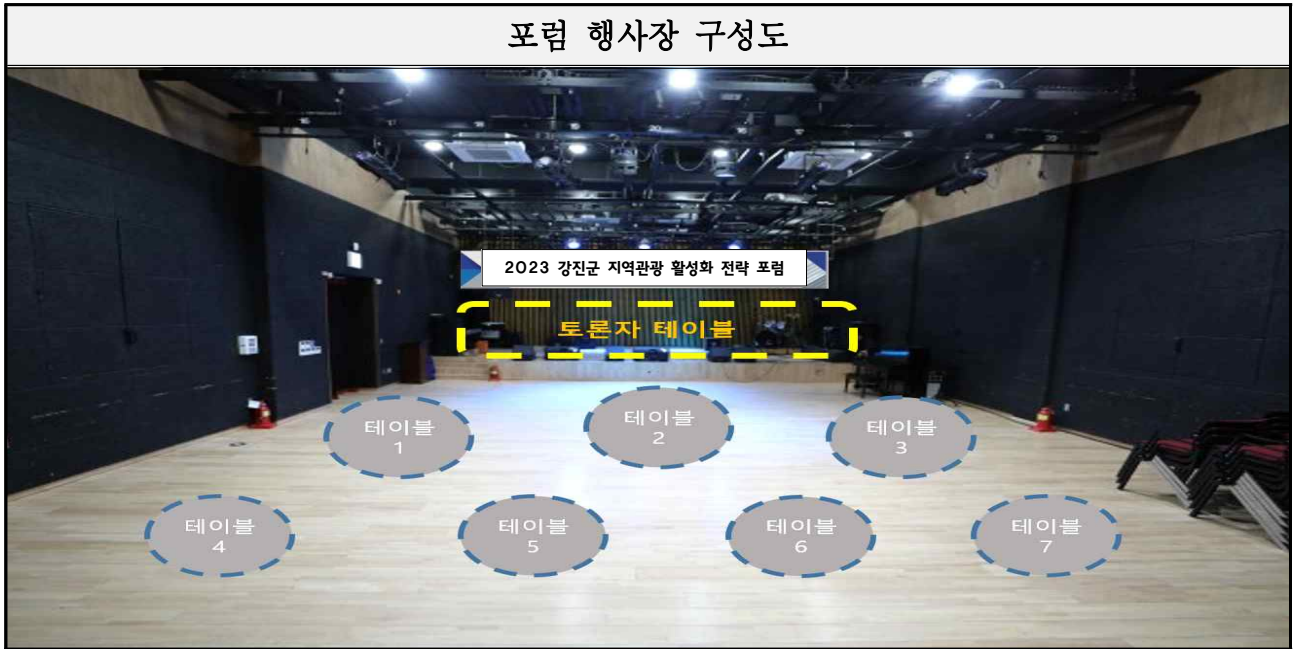 포럼 행사장 구성도
2023 강진군 지역관광 활성화 전략 포럼
토론자 테이블
테이블
1
테이블
2
테이블
3
테이블
4
테이블
5
테이블
6
테이블
7